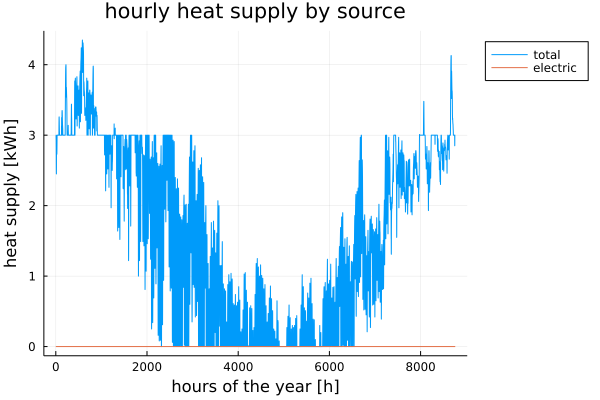 hourly heat supply by source
total
electric
heat supply [kWh]
4
3
2
1
0
0 2000 4000 6000 8000
hours of the year [h]